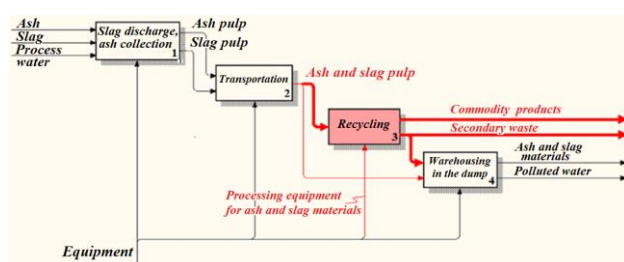 Ash
Slag
Process
water
Slag discharge,
ash collection
1
Ash pulp
Slag pulp
Transportation
2
Ash and slag pulp
Recycling
3
Commodity products
Secondary waste
Warehousing
in the dump
4
Ash and slag
materials
Polluted water
Processing equipment
for ash and slag materials
Equipment